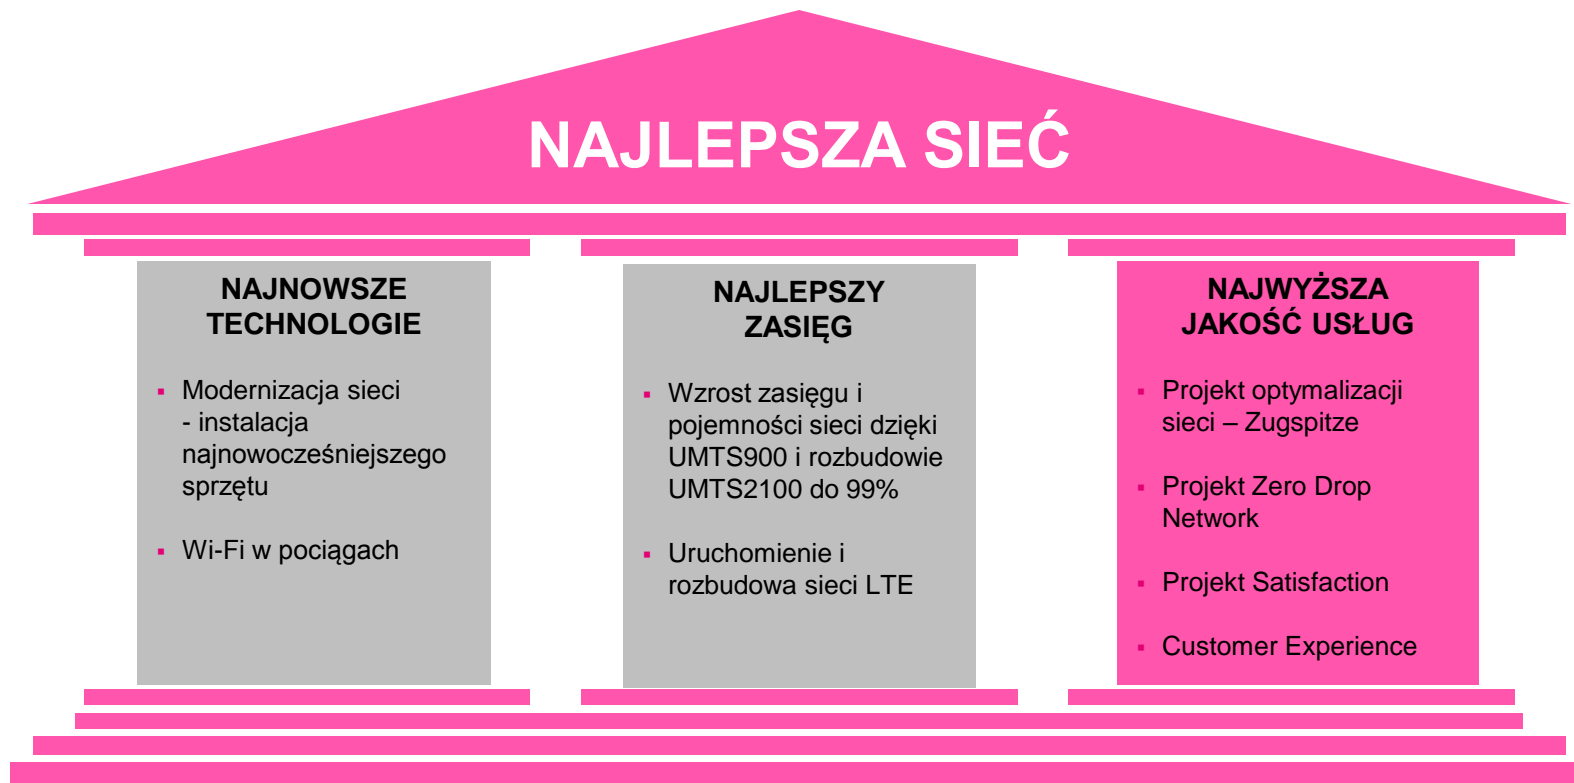 NAJLEPSZA SIEĆ
NAJNOWSZE
TECHNOLOGIE
▪ Modernizacja sieci
- instalacja
najnowocześniejszego
sprzętu
▪ Wi-Fi w pociągach
NAJLEPSZY
ZASIĘG
▪ Wzrost zasięgu i
pojemności sieci dzięki
UMTS900 i rozbudowie
UMTS2100 do 99%
▪ Uruchomienie i
rozbudowa sieci LTE
NAJWYŻSZA
JAKOŚĆ USŁUG
▪ Projekt optymalizacji
sieci – Zugspitze
▪ Projekt Zero Drop
Network
▪ Projekt Satisfaction
▪ Customer Experience